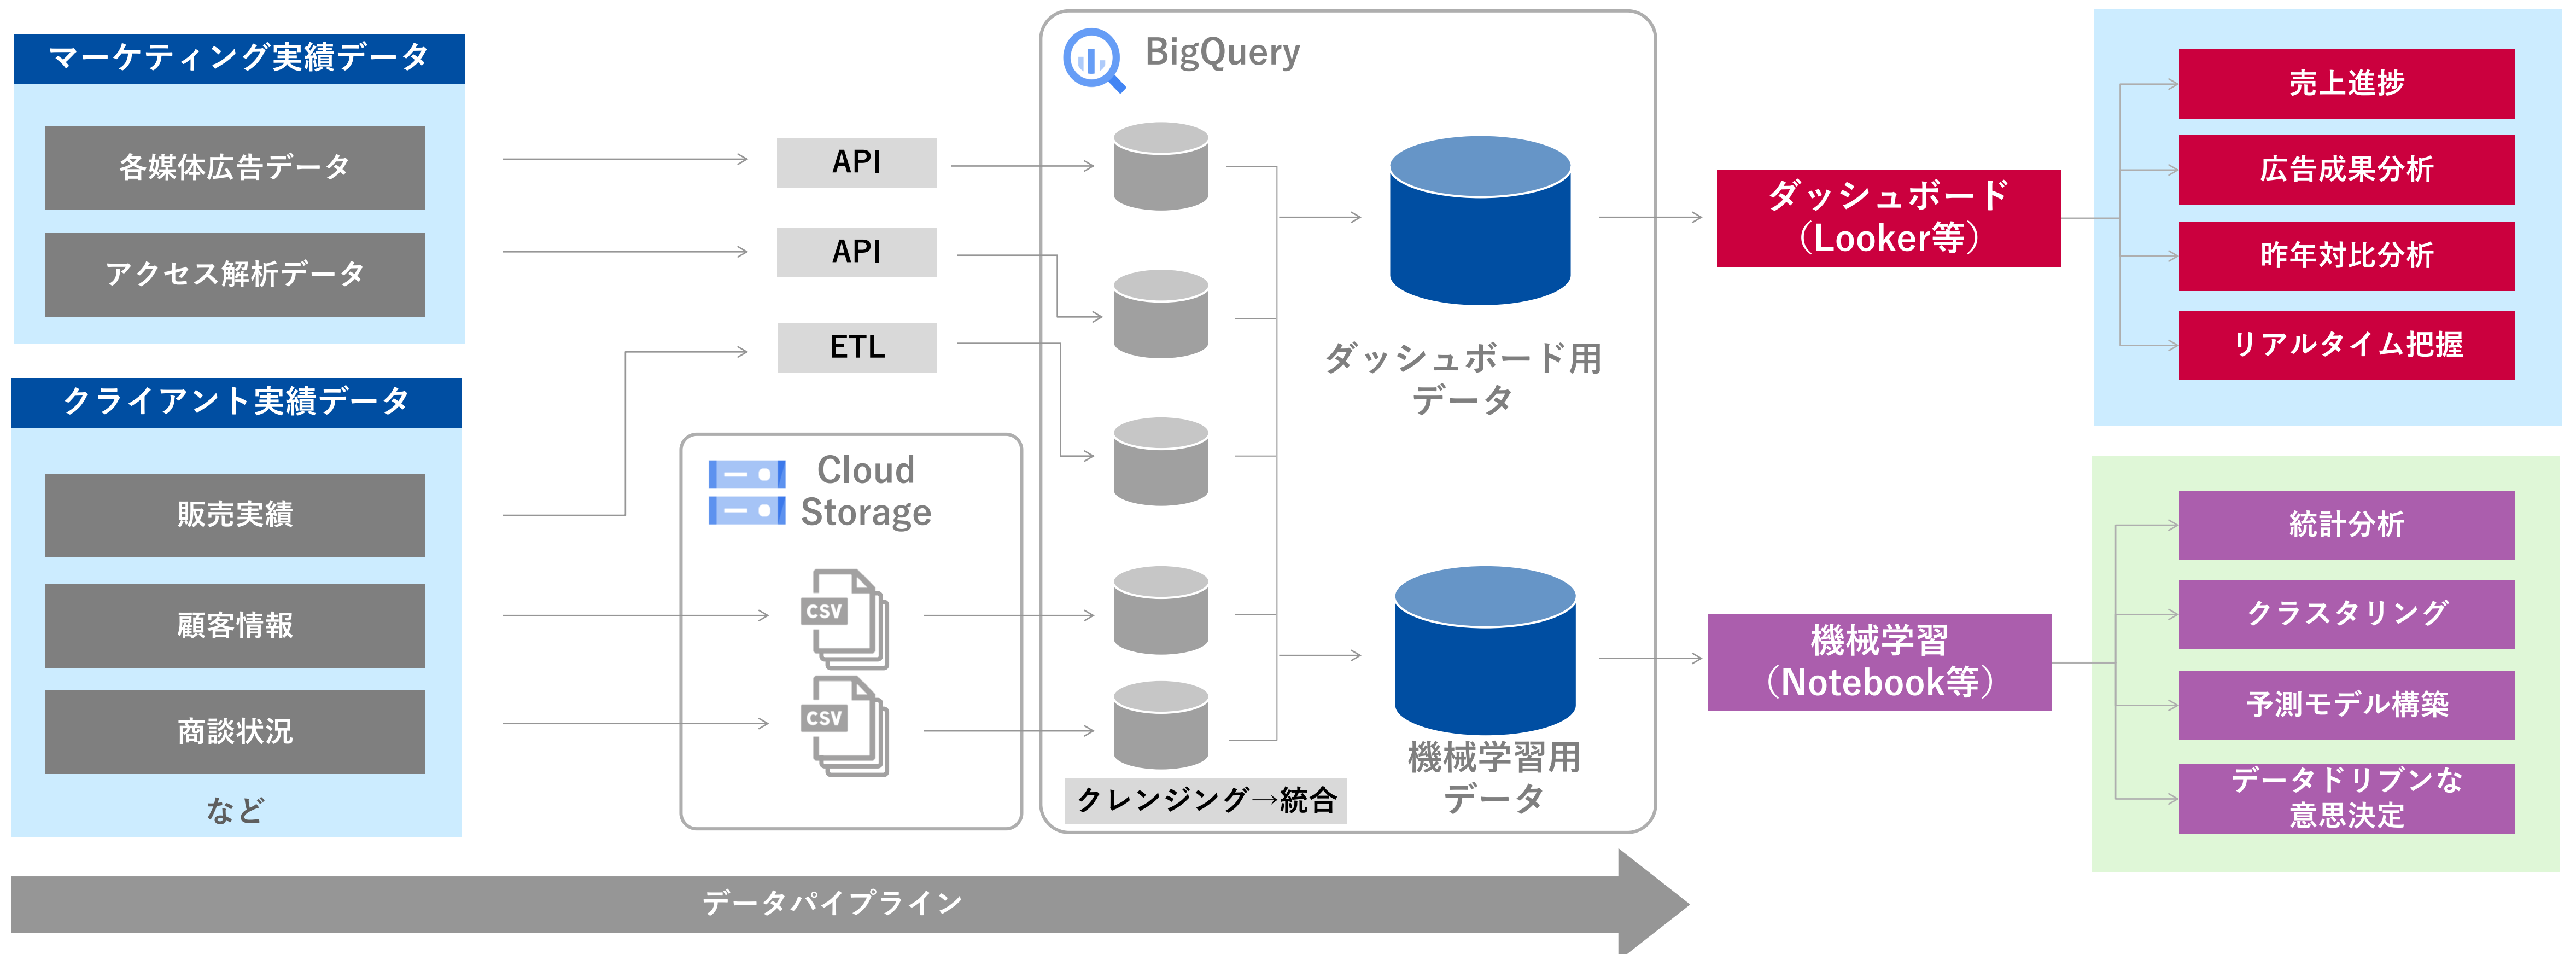 マーケティング実績データ
各媒体広告データ
アクセス解析データ
クライアント実績データ
販売実績
顧客情報
商談状況
など
API
API
ETL
Cloud
Storage
CSV
CSV
BigQuery
クレンジング→統合
ダッシュボード用
データ
機械学習用
データ
ダッシュボード
（Looker等）
売上進捗
広告成果分析
昨年対比分析
リアルタイム把握
機械学習
（Notebook等）
統計分析
クラスタリング
予測モデル構築
データドリブンな
意思決定
データパイプライン